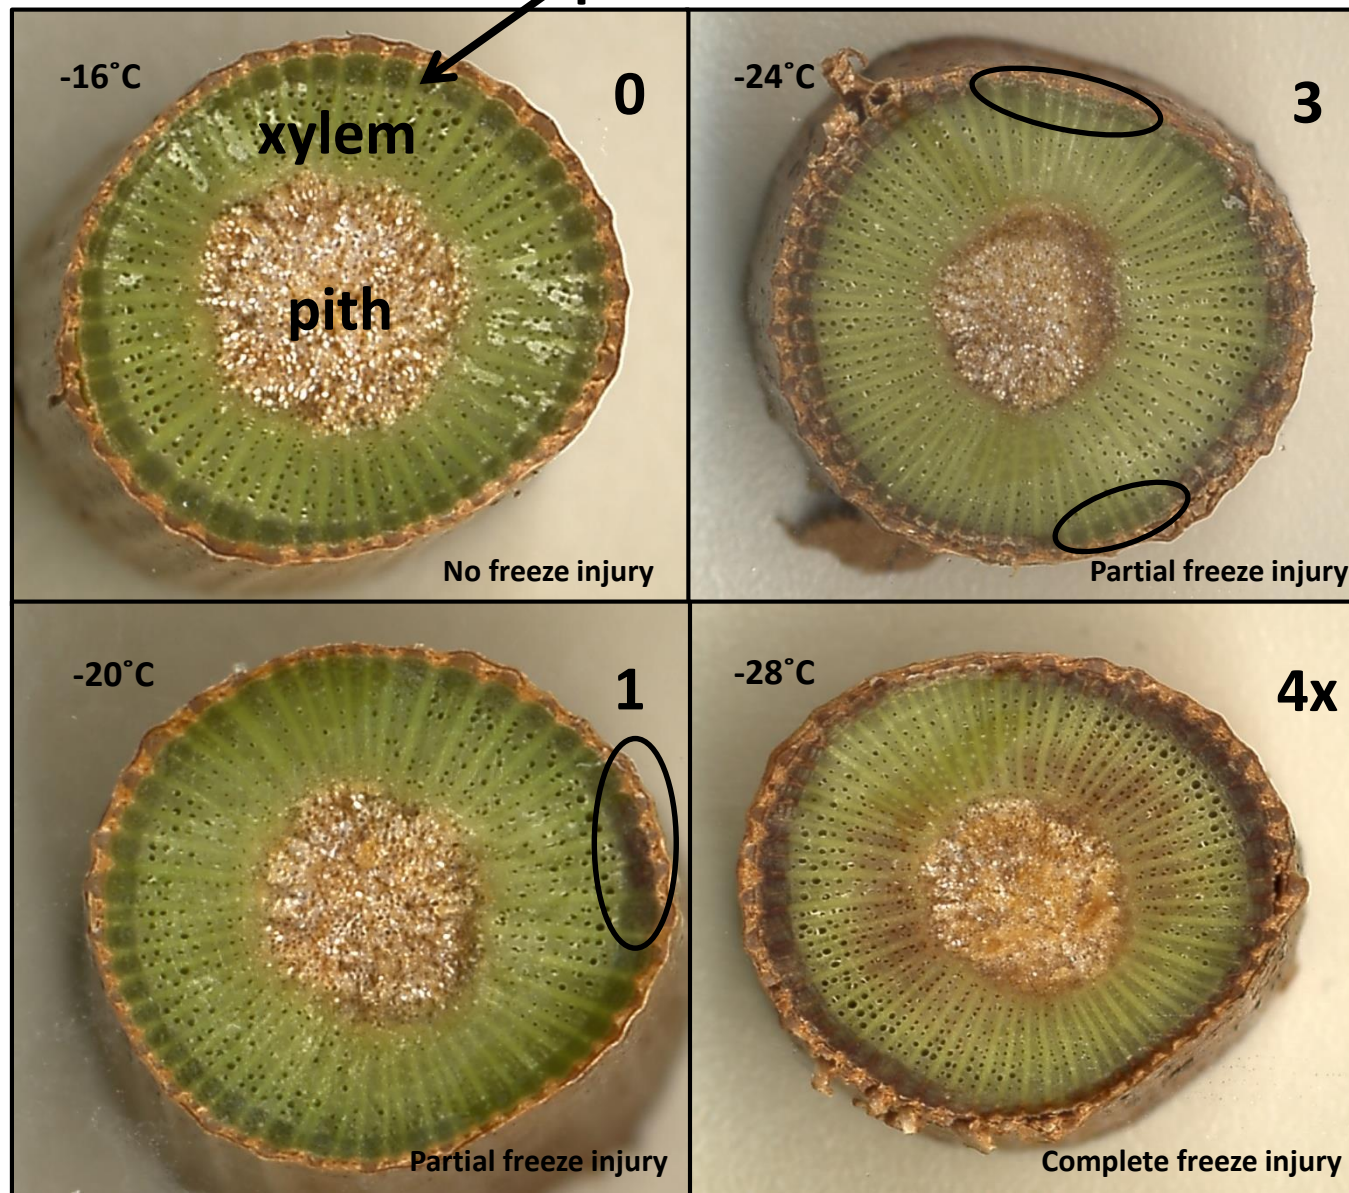 -16°C
0
xylem
pith
No freeze injury
-24°C
3
Partial freeze injury
-20°C
1
Partial freeze injury
-28°C
4x
Complete freeze injury